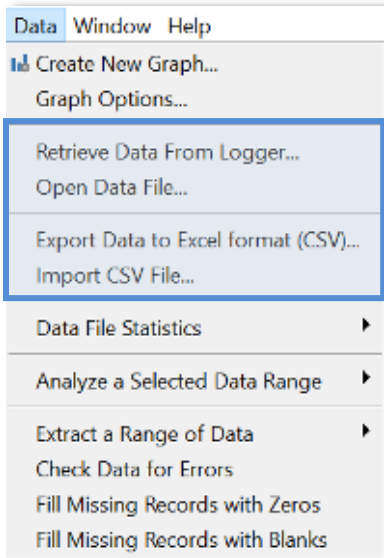 Data Window Help
Create New Graph...
Graph Options...
Retrieve Data From Logger...
Open Data File...
Export Data to Excel format (CSV)...
Import CSV File...
Data File Statistics
Analyze a Selected Data Range
Extract a Range of Data
Check Data for Errors
Fill Missing Records with Zeros
Fill Missing Records with Blanks